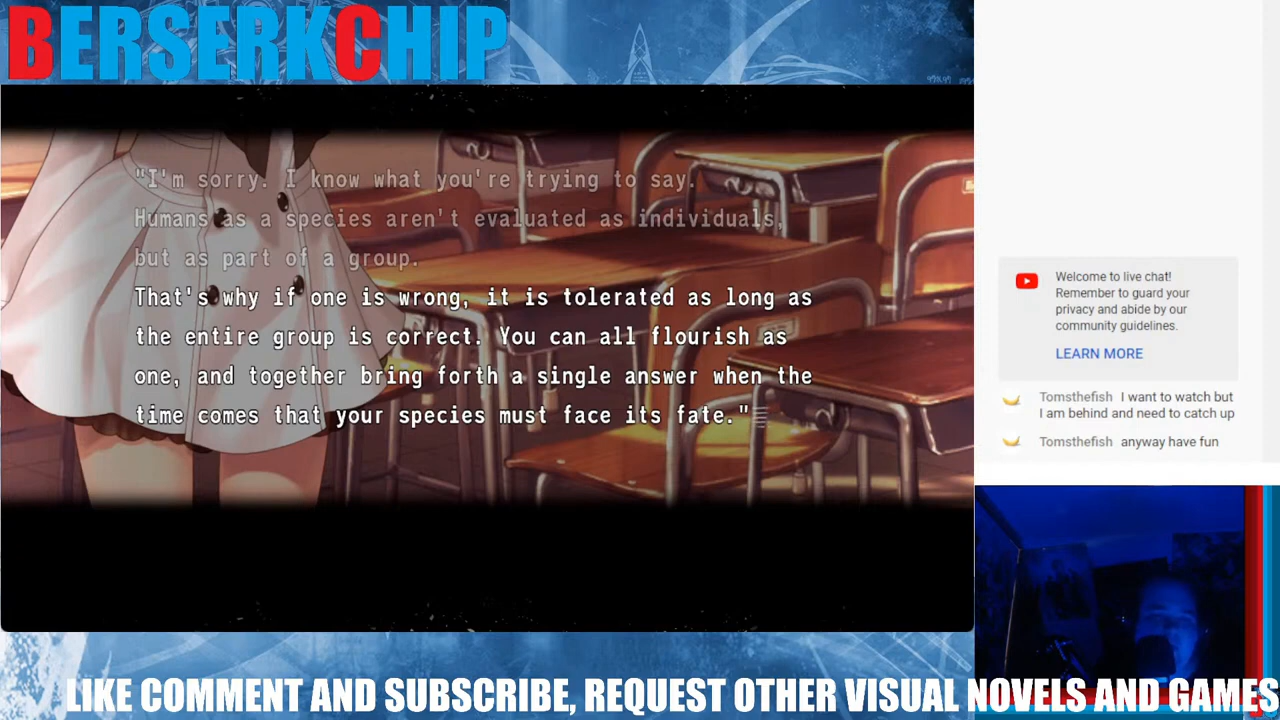 BERSERKCHIP
"I'm sorry. I know what you're trying to say.
Humans as a species aren't evaluated as individuals,
but as part of a group.
That's why if one is wrong, it is tolerated as long as
the entire group is correct. You can all flourish as
one, and together bring forth a single answer when the
time comes that your species must face its fate."
Welcome to live chat!
Remember to guard your
privacy and abide by our
community guidelines.
LEARN MORE
Tomsthefish I want to watch but
I am behind and need to catch up
Tomsthefish anyway have fun
LIKE COMMENT AND SUBSCRIBE, REQUEST OTHER VISUAL NOVELS AND GAMES